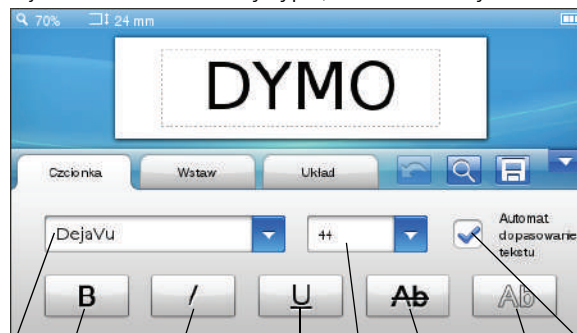 70% 24 mm
DYMO
Czcionka Wstaw Układ
DejaVu 44 Automat dopasowanie tekstu
B I U Ab Ab